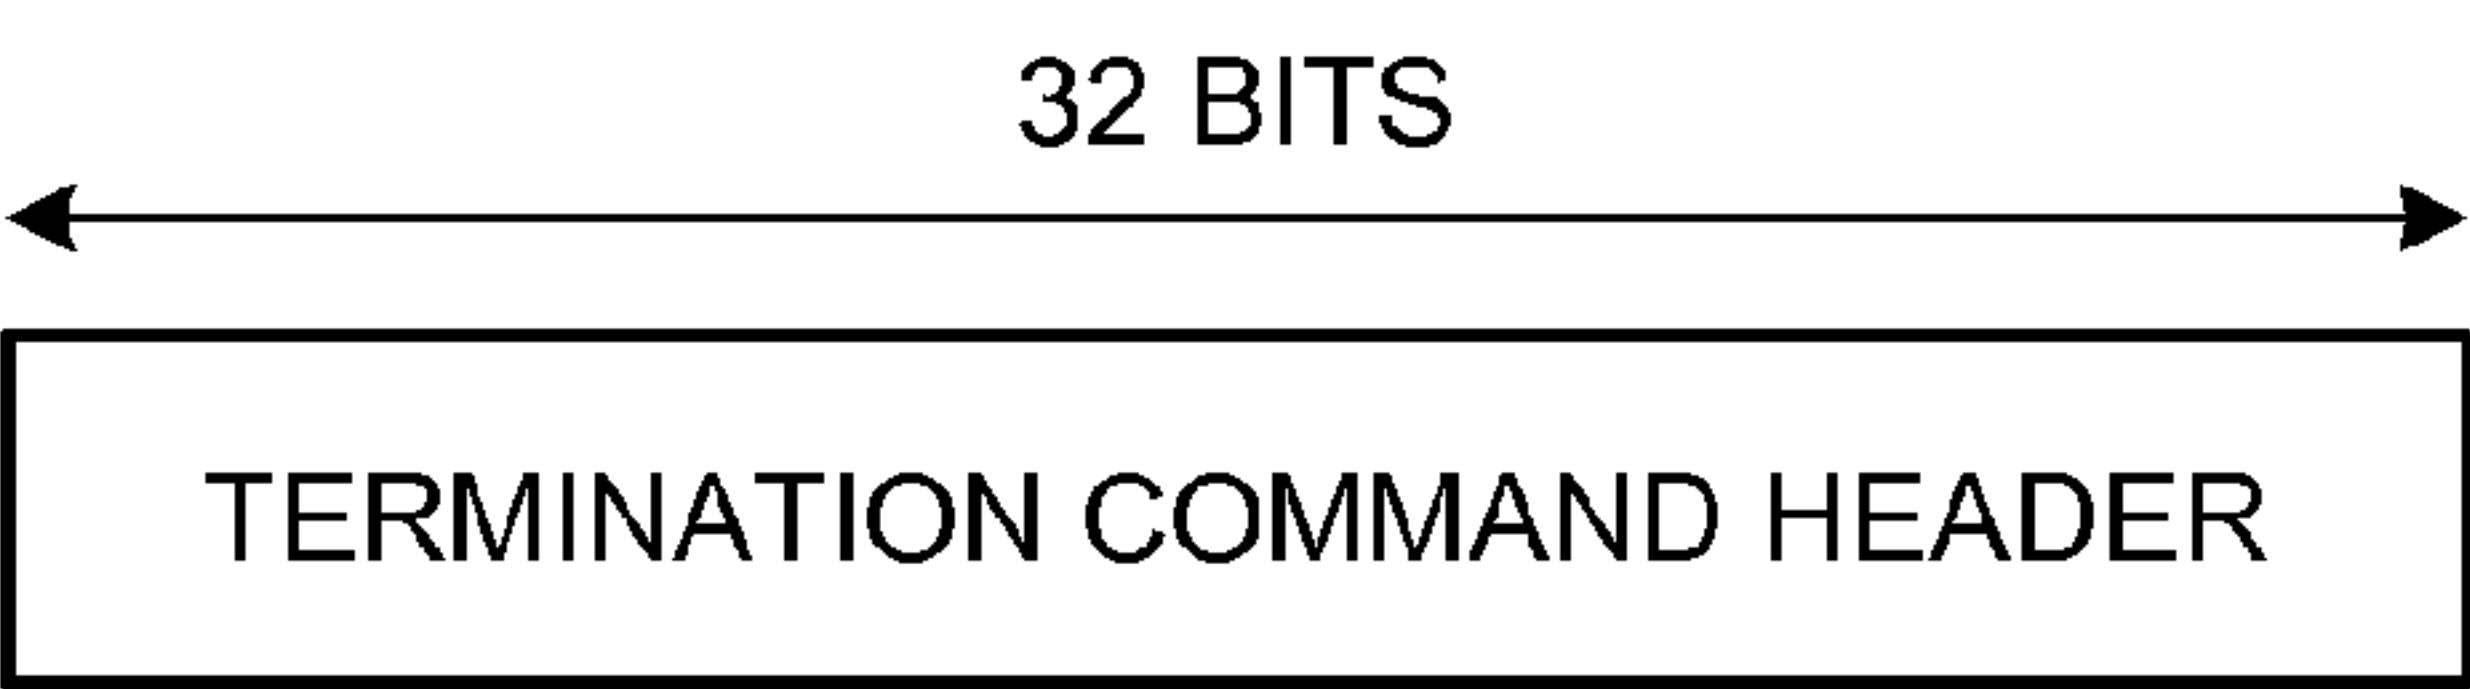 32 BITS
TERMINATION COMMAND HEADER